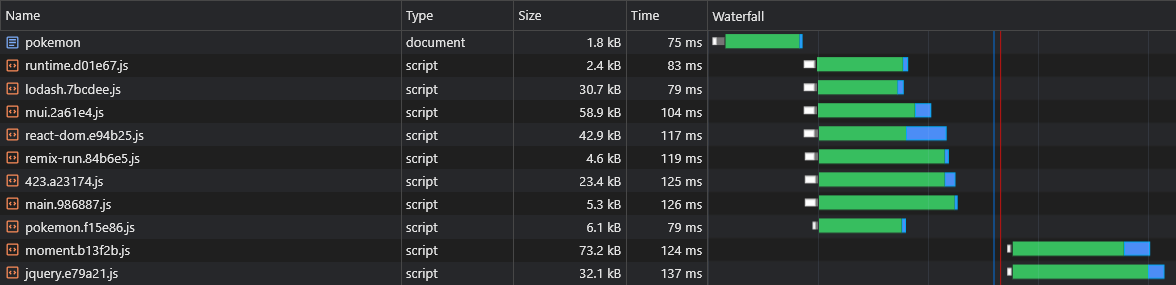 Name Type Size Time Waterfall
pokemon document 1.8 kB 75 ms
runtime.d01e67.js script 2.4 kB 83 ms
lodash.7bcdee.js script 30.7 kB 79 ms
mui.2a61e4.js script 58.9 kB 104 ms
react-dom.e94b25.js script 42.9 kB 117 ms
remix-run.84b6e5.js script 4.6 kB 119 ms
423.a23174.js script 23.4 kB 125 ms
main.986887.js script 5.3 kB 126 ms
pokemon.f15e86.js script 6.1 kB 79 ms
moment.b13f2b.js script 73.2 kB 124 ms
jquery.e79a21.js script 32.1 kB 137 ms